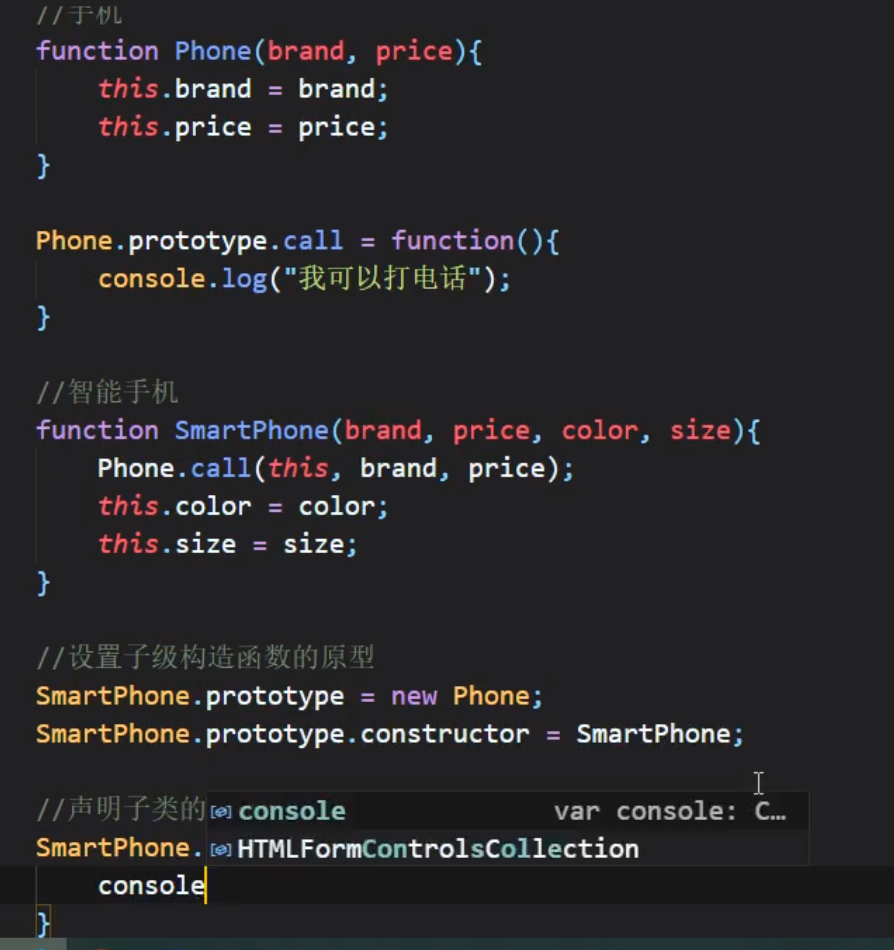 //手机
function Phone(brand, price){
this.brand = brand;
this.price = price;
}
Phone.prototype.call = function(){
console.log("我可以打电话");
}
//智能手机
function SmartPhone(brand, price, color, size){
Phone.call(this, brand, price);
this.color = color;
this.size = size;
}
//设置子级构造函数的原型
SmartPhone.prototype = new Phone;
SmartPhone.prototype.constructor = SmartPhone;
//声明子类的
console var console: C…
SmartPhone.
HTMLFormControlsCollection
console
}